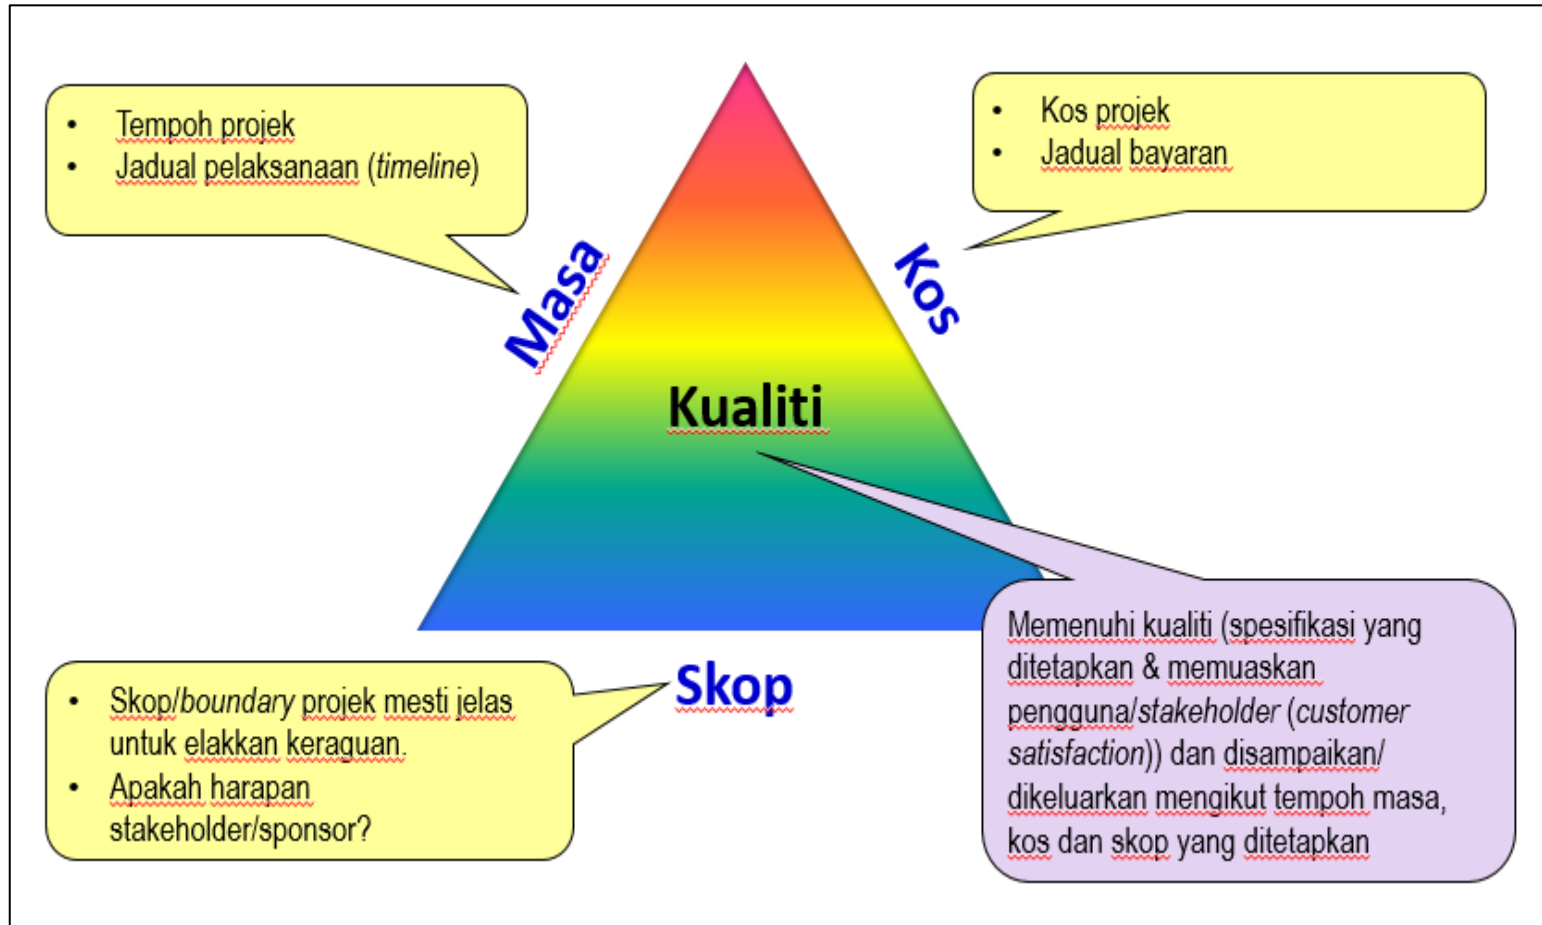 • Tempoh projek
• Jadual pelaksanaan (timeline)
• Kos projek
• Jadual bayaran
Masa
Kos
Kualiti
Skop
• Skop/boundary projek mesti jelas
untuk elakkan keraguan.
• Apakah harapan
stakeholder/sponsor?
Memenuhi kualiti (spesifikasi yang
ditetapkan & memuaskan
pengguna/stakeholder (customer
satisfaction)) dan disampaikan/
dikeluarkan mengikut tempoh masa,
kos dan skop yang ditetapkan